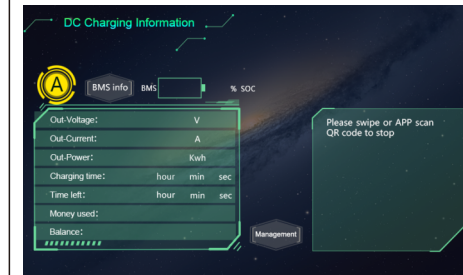 DC Charging Information
A
BMS info
BMS
% SOC
Out-Voltage: V
Out-Current: A
Out-Power: Kwh
Charging time: hour min sec
Time left: hour min sec
Money used:
Balance:
Please swipe or APP scan
QR code to stop
Management